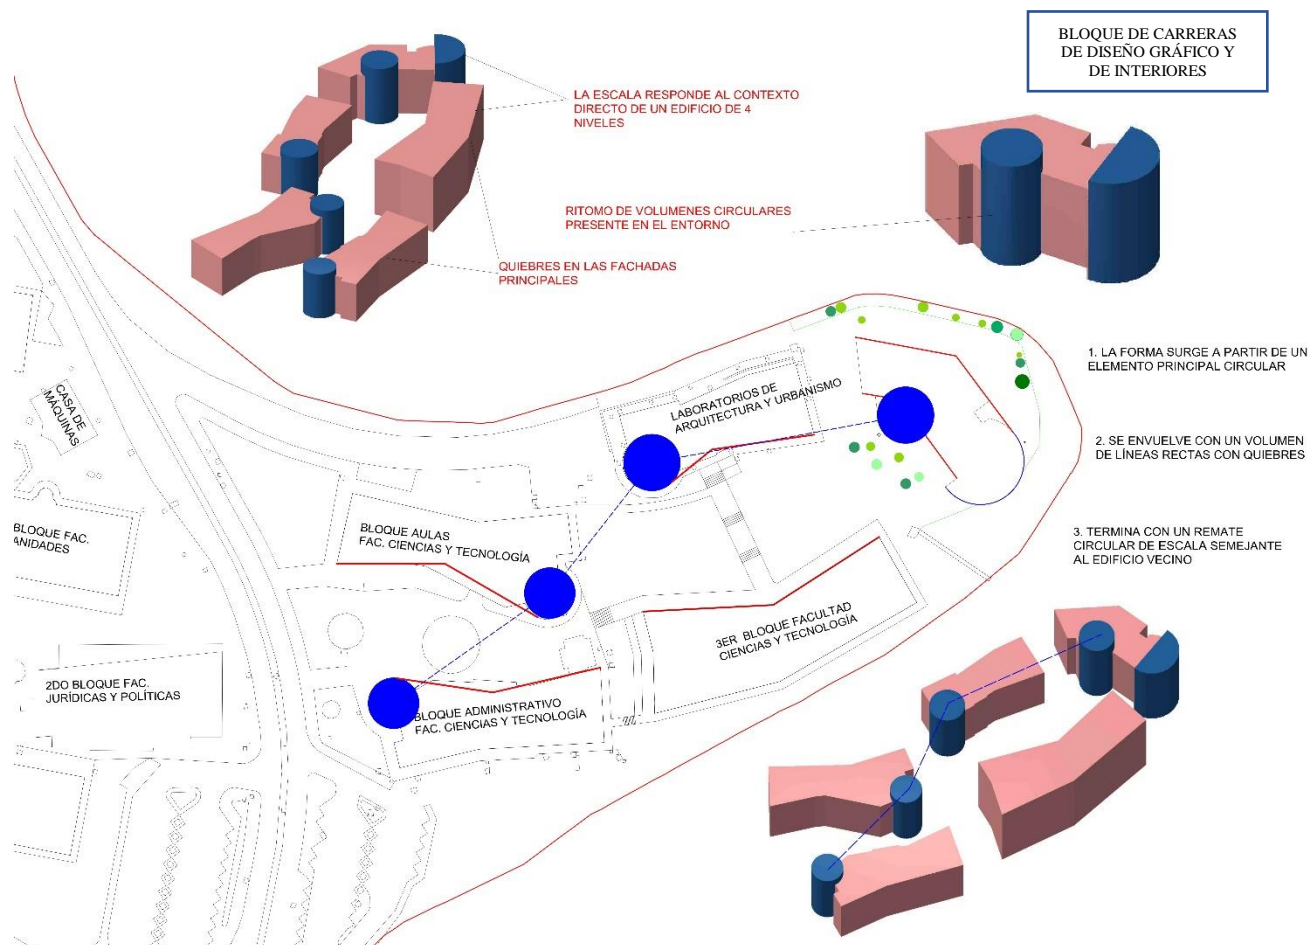 BLOQUE DE CARRERAS
DE DISEÑO GRÁFICO Y
DE INTERIORES
LA ESCALA RESPONDE AL CONTEXTO
DIRECTO DE UN EDIFICIO DE 4
NIVELES
RITOMO DE VOLUMENES CIRCULARES
PRESENTE EN EL ENTORNO
QUIEBRES EN LAS FACHADAS
PRINCIPALES
1. LA FORMA SURGE A PARTIR DE UN
ELEMENTO PRINCIPAL CIRCULAR
2. SE ENVUELVE CON UN VOLUMEN
DE LÍNEAS RECTAS CON QUIEBRES
3. TERMINA CON UN REMATE
CIRCULAR DE ESCALA SEMEJANTE
AL EDIFICIO VECINO
CASA DE
MÁQUINAS
LABORATORIOS DE
ARQUITECTURA Y URBANISMO
BLOQUE FAC.
ANIDADES
BLOQUE AULAS
FAC. CIENCIAS Y TECNOLOGÍA
3ER BLOQUE FACULTAD
CIENCIAS Y TECNOLOGÍA
2DO BLOQUE FAC.
JURÍDICAS Y POLÍTICAS
BLOQUE ADMINISTRATIVO
FAC. CIENCIAS Y TECNOLOGÍA